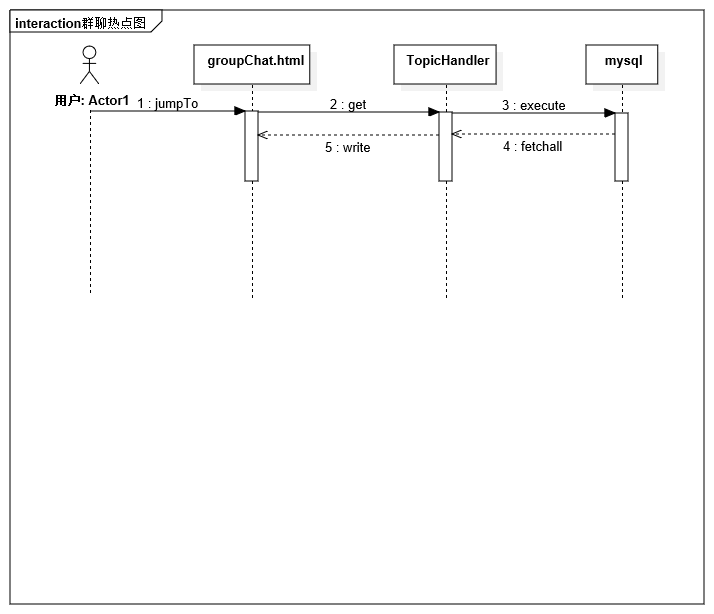 interaction群聊热点图
groupChat.html
TopicHandler
mysql
用户: Actor1
1 : jumpTo
2 : get
3 : execute
5 : write
4 : fetchall